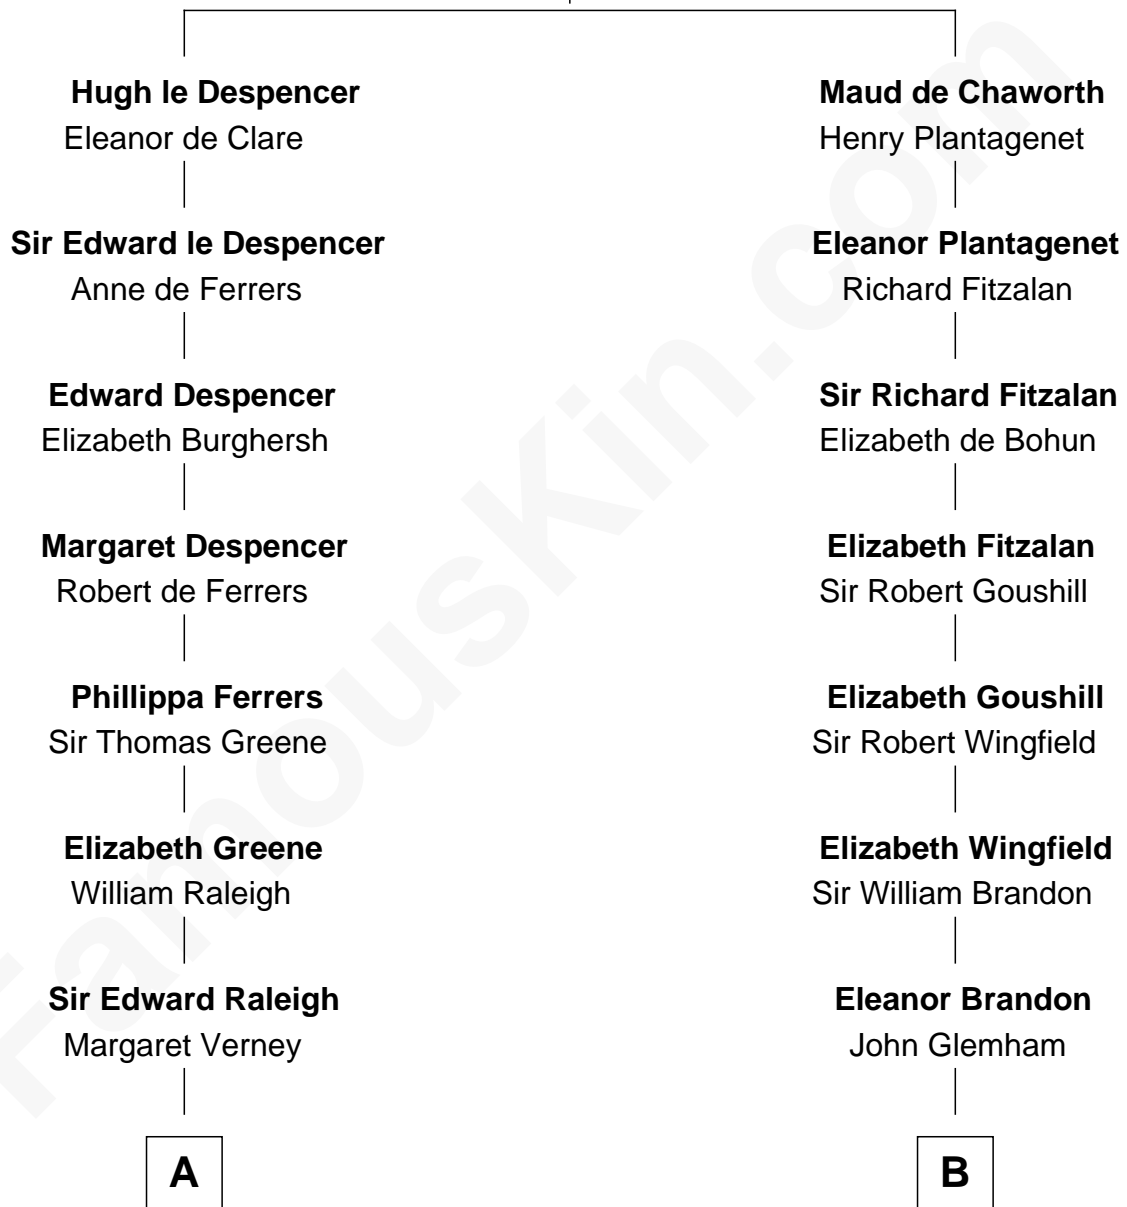 Hugh le Despencer
Eleanor de Clare
Sir Edward le Despencer
Anne de Ferrers
Edward Despencer
Elizabeth Burghersh
Margaret Despencer
Robert de Ferrers
Phillippa Ferrers
Sir Thomas Greene
Elizabeth Greene
William Raleigh
Sir Edward Raleigh
Margaret Verney
A
Maud de Chaworth
Henry Plantagenet
Eleanor Plantagenet
Richard Fitzalan
Sir Richard Fitzalan
Elizabeth de Bohun
Elizabeth Fitzalan
Sir Robert Goushill
Elizabeth Goushill
Sir Robert Wingfield
Elizabeth Wingfield
Sir William Brandon
Eleanor Brandon
John Glemham
B
FamousKin.com